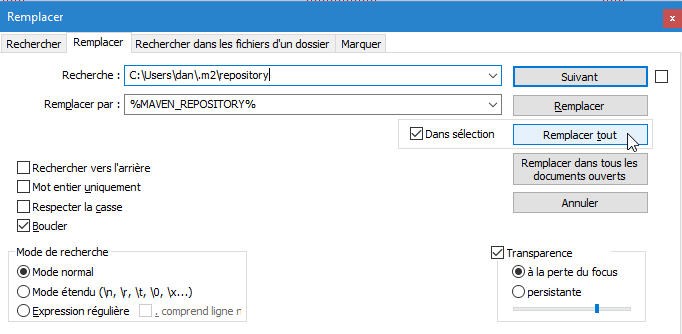 Remplacer
Rechercher Remplacer Rechercher dans les fichiers d'un dossier Marquer
Recherche : C:\Users\dan\.m2\repository Suivant
Remplacer par : %MAVEN_REPOSITORY% Remplacer
Dans sélection Remplacer tout
Rechercher vers l'arrière
Remplacer dans tous les
documents ouverts
Mot entier uniquement
Respecter la casse Annuler
Boucler
Mode de recherche Transparence
Mode normal à la perte du focus
Mode étendu (\n, \r, \t, \0, \x...) persistante
Expression régulière . comprend ligne n